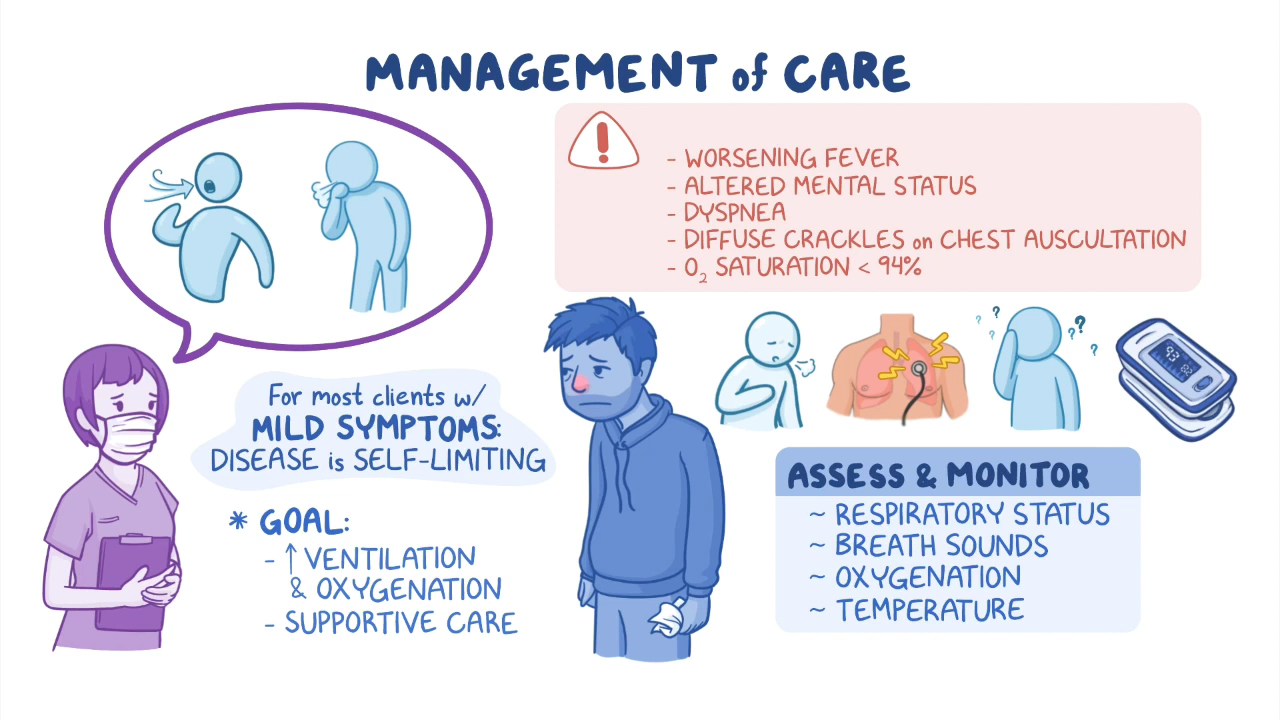 MANAGEMENT of CARE
!
- WORSENING FEVER
- ALTERED MENTAL STATUS
- DYSPNEA
- DIFFUSE CRACKLES on CHEST AUSCULTATION
- O₂ SATURATION < 94%
? ? ? ? ?
93
For most clients w/
MILD SYMPTOMS:
DISEASE is SELF-LIMITING
* GOAL:
- ↑ VENTILATION
& OXYGENATION
- SUPPORTIVE CARE
ASSESS & MONITOR
~ RESPIRATORY STATUS
~ BREATH SOUNDS
~ OXYGENATION
~ TEMPERATURE